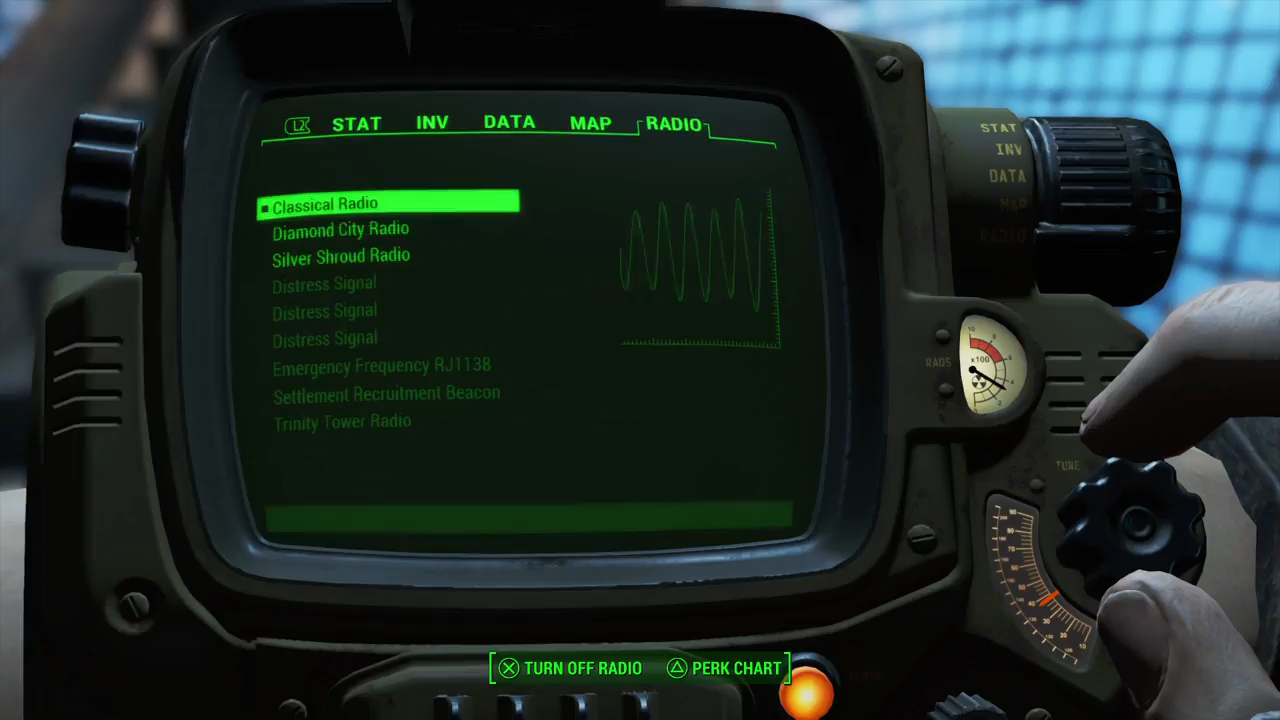 L2 STAT INV DATA MAP RADIO
Classical Radio
Diamond City Radio
Silver Shroud Radio
Distress Signal
Distress Signal
Distress Signal
Emergency Frequency RJ1138
Settlement Recruitment Beacon
Trinity Tower Radio
STAT
INV
DATA
MAP
RADIO
RADS
x100
TUNE
TURN OFF RADIO PERK CHART